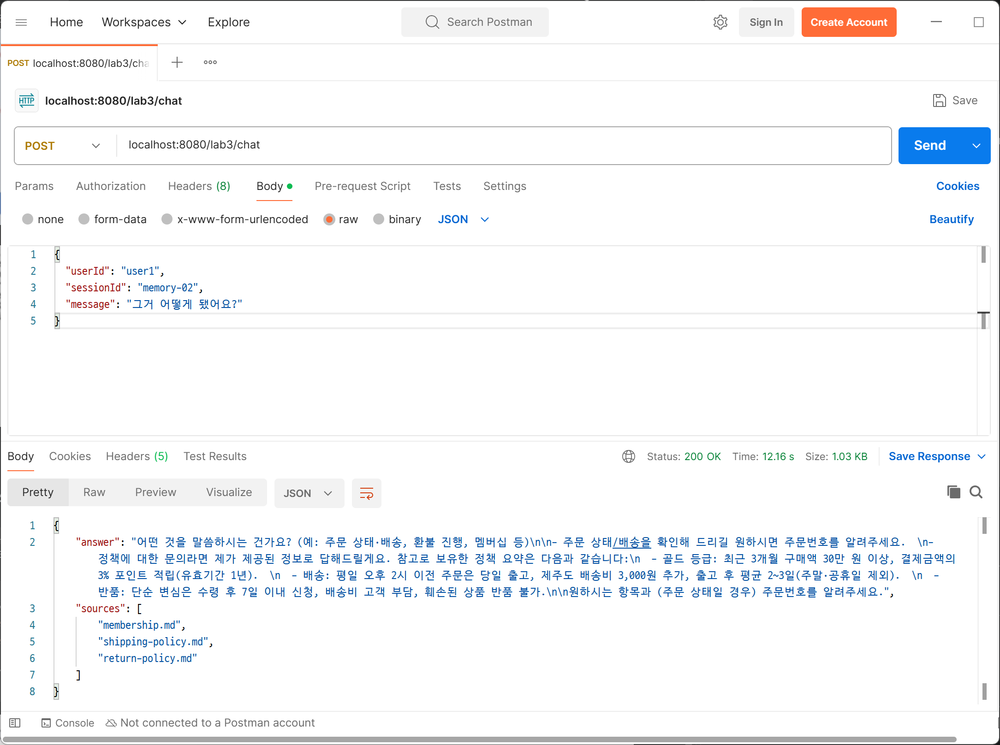 Home Workspaces Explore Search Postman Sign In Create Account
POST localhost:8080/lab3/cha
HTTP localhost:8080/lab3/chat Save
POST localhost:8080/lab3/chat Send
Params Authorization Headers (8) Body Pre-request Script Tests Settings Cookies
none form-data x-www-form-urlencoded raw binary JSON Beautify
1 {
2 "userId": "user1",
3 "sessionId": "memory-02",
4 "message": "그거 어떻게 됐어요?"
5 }
Body Cookies Headers (5) Test Results Status: 200 OK Time: 12.16 s Size: 1.03 KB Save Response
Pretty Raw Preview Visualize JSON
1 {
2 "answer": "어떤 것을 말씀하시는 건가요? (예: 주문 상태·배송, 환불 진행, 멤버십 등)\n\n- 주문 상태/배송을 확인해 드리길 원하시면 주문번호를 알려주세요.  \n-
정책에 대한 문의라면 제가 제공된 정보로 답해드릴게요. 참고로 보유한 정책 요약은 다음과 같습니다:\n  - 골드 등급: 최근 3개월 구매액 30만 원 이상, 결제금액의
3% 포인트 적립(유효기간 1년).  \n  - 배송: 평일 오후 2시 이전 주문은 당일 출고, 제주도 배송비 3,000원 추가, 출고 후 평균 2~3일(주말·공휴일 제외).  \n  -
반품: 단순 변심은 수령 후 7일 이내 신청, 배송비 고객 부담, 훼손된 상품 반품 불가.\n\n원하시는 항목과 (주문 상태일 경우) 주문번호를 알려주세요.",
3 "sources": [
4 "membership.md",
5 "shipping-policy.md",
6 "return-policy.md"
7 ]
8 }
Console Not connected to a Postman account